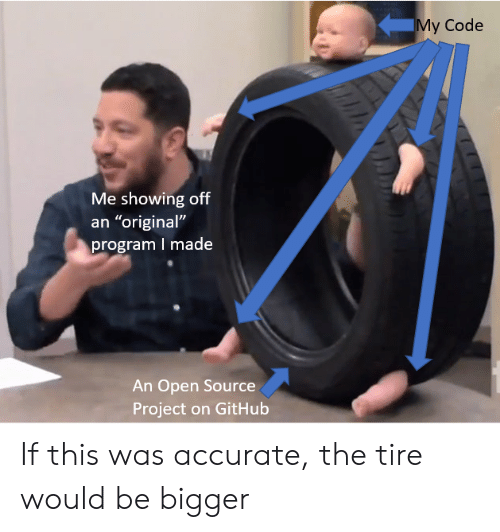 My Code
Me showing off
an "original"
program I made
An Open Source
Project on GitHub
If this was accurate, the tire
would be bigger